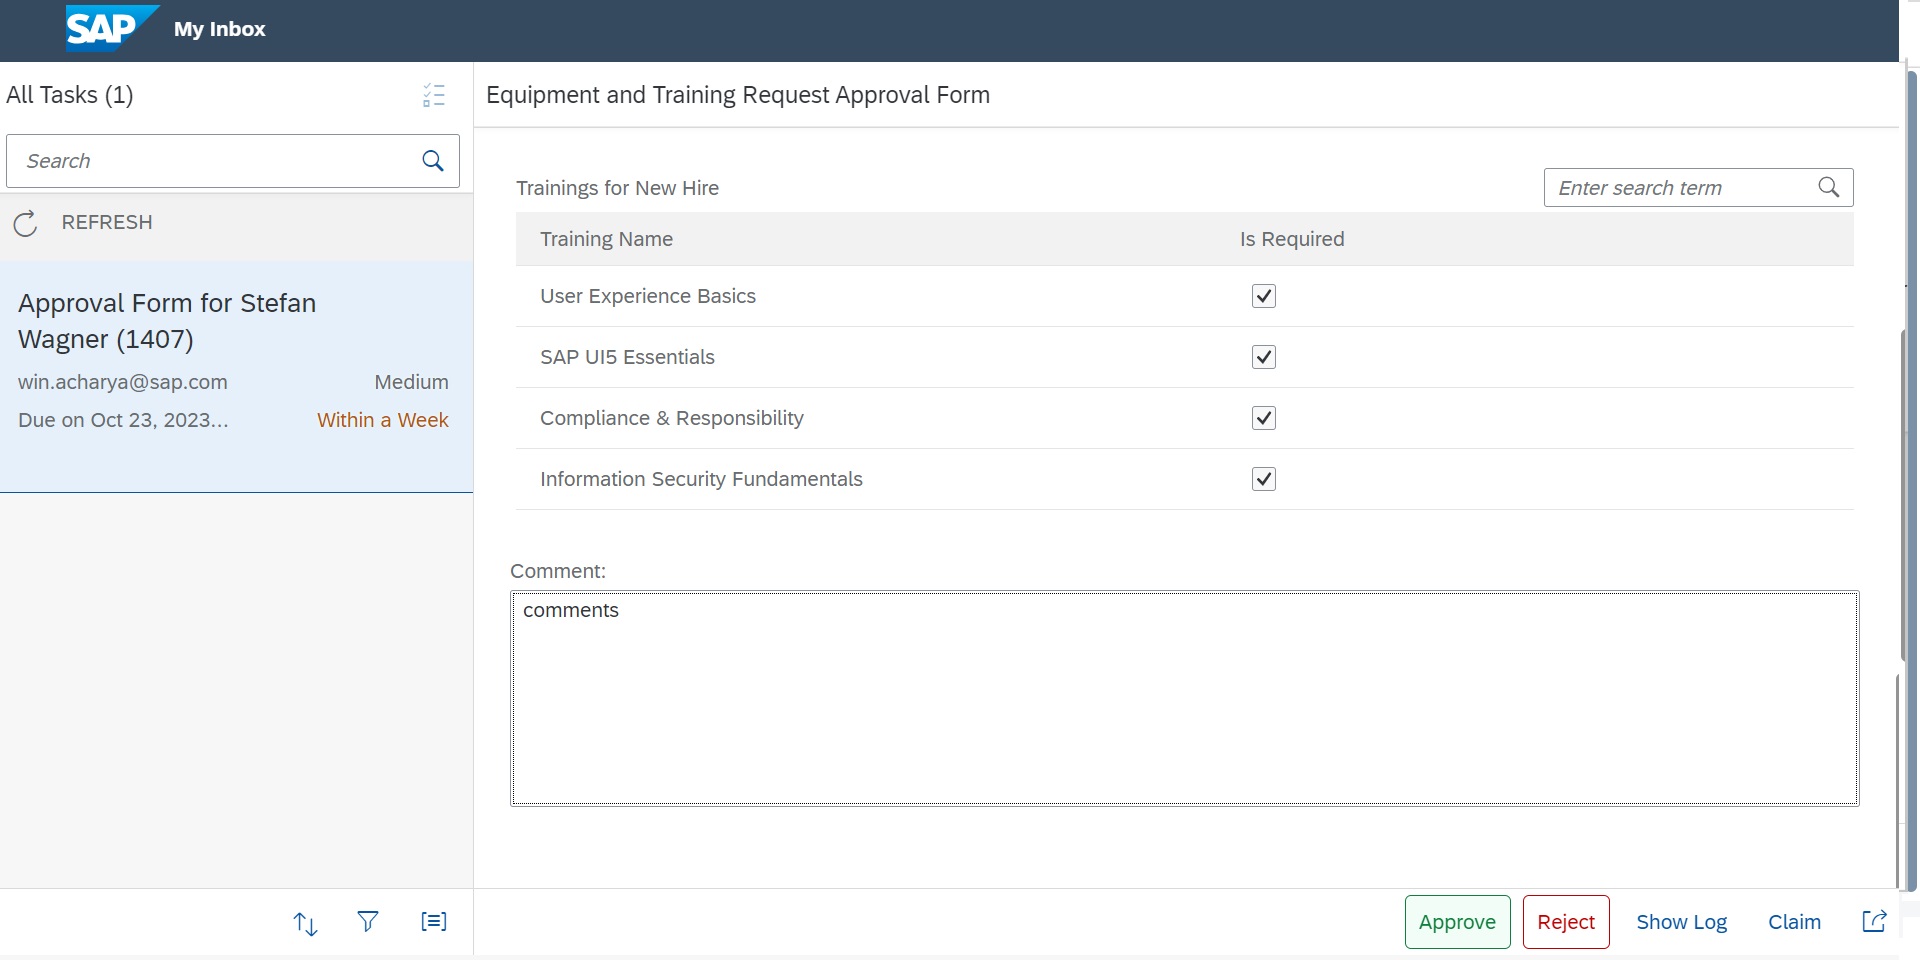 SAP My Inbox
All Tasks (1)
Search
REFRESH
Approval Form for Stefan
Wagner (1407)
win.acharya@sap.com Medium
Due on Oct 23, 2023... Within a Week
Equipment and Training Request Approval Form
Trainings for New Hire
Enter search term
Training Name Is Required
User Experience Basics
SAP UI5 Essentials
Compliance & Responsibility
Information Security Fundamentals
Comment:
comments
Approve Reject Show Log Claim